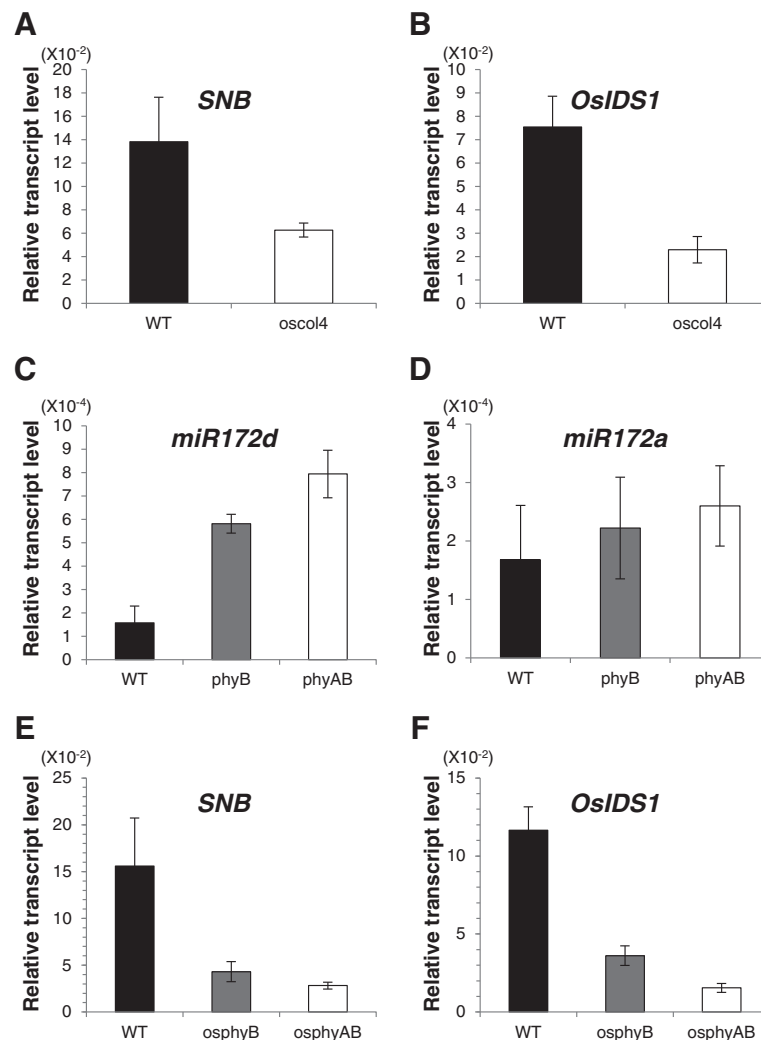 A
(X10-2)
Relative transcript level
SNB
20
18
16
14
12
10
8
6
4
2
0
WT
oscol4
B
(X10-2)
Relative transcript level
OsIDS1
10
9
8
7
6
5
4
3
2
1
0
WT
oscol4
C
(X10-4)
Relative transcript level
miR172d
10
9
8
7
6
5
4
3
2
1
0
WT
phyB
phyAB
D
(X10-4)
Relative transcript level
miR172a
4
3
2
1
0
WT
phyB
phyAB
E
(X10-2)
Relative transcript level
SNB
25
20
15
10
5
0
WT
osphyB
osphyAB
F
(X10-2)
Relative transcript level
OsIDS1
15
10
5
0
WT
osphyB
osphyAB